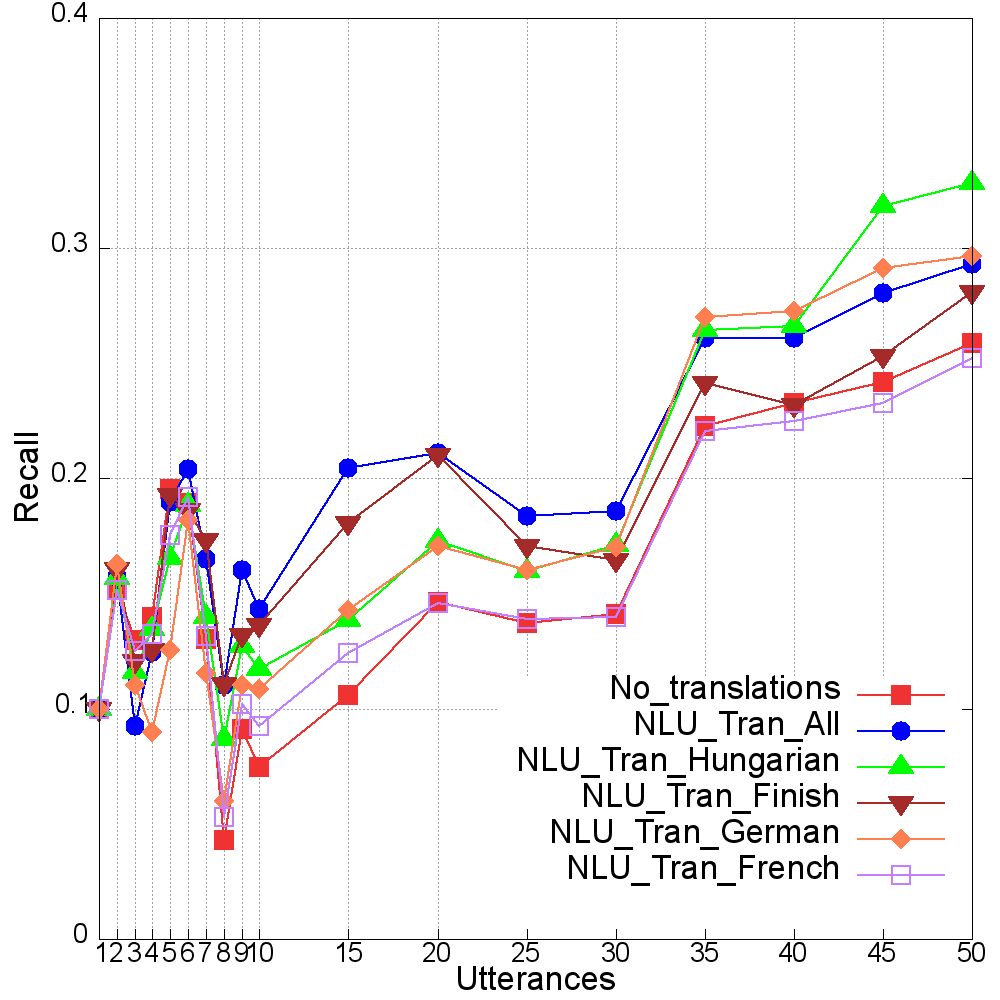 0.4
0.3
0.2
0.1
0
Recall
No_translations
NLU_Tran_All
NLU_Tran_Hungarian
NLU_Tran_Finish
NLU_Tran_German
NLU_Tran_French
1 2 3 4 5 6 7 8 9 10 15 20 25 30 35 40 45 50
Utterances